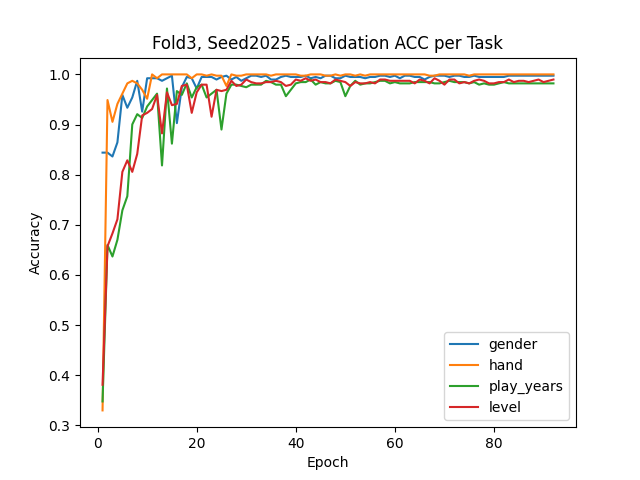 Fold3, Seed2025 - Validation ACC per Task
Accuracy
1.0
0.9
0.8
0.7
0.6
0.5
0.4
0.3
0
20
40
60
80
Epoch
gender
hand
play_years
level